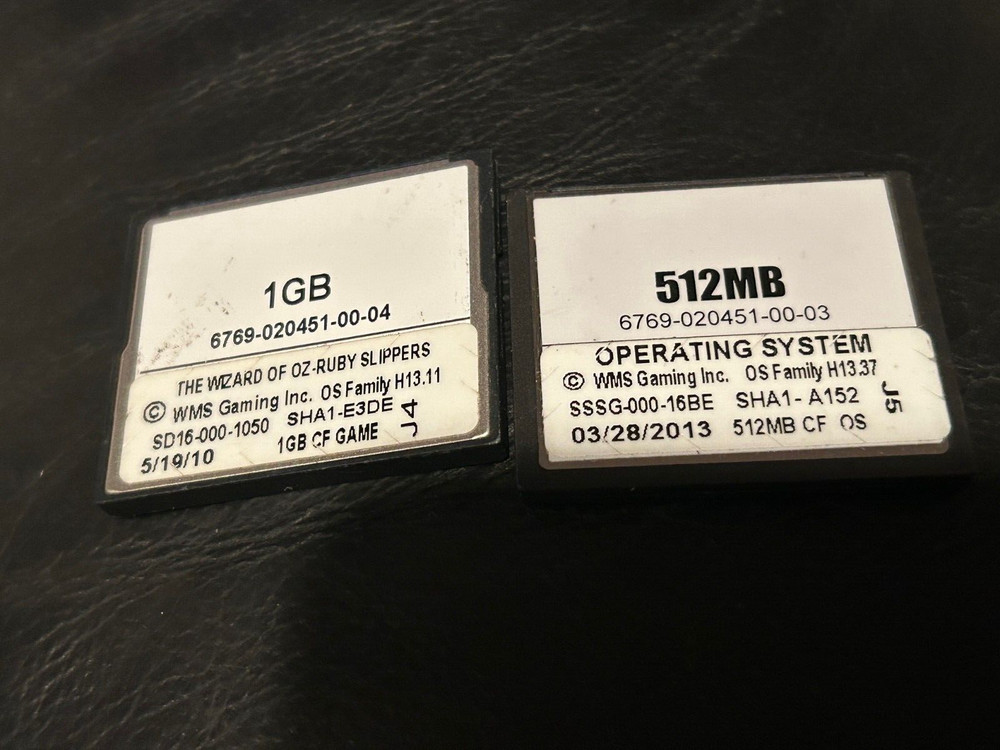 1GB
6769-020451-00-04
THE WIZARD OF OZ-RUBY SLIPPERS
© WMS Gaming Inc. OS Family H13.11
SD16-000-1050 SHA1-E3DE
5/19/10 1GB CF GAME
J4
512MB
6769-020451-00-03
OPERATING SYSTEM
© WMS Gaming Inc. OS Family H13.37
SSSG-000-16BE SHA1- A152
03/28/2013 512MB CF OS
J5